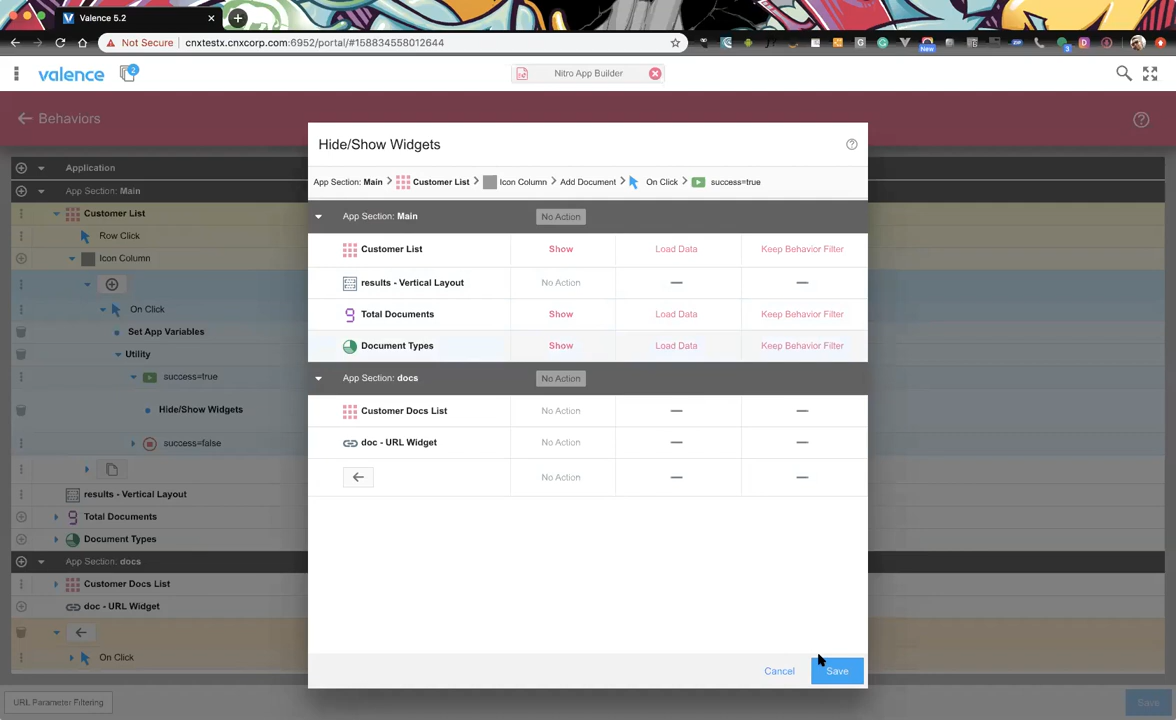 Valence 5.2
Not Secure cnxtestx.cnxcorp.com:6952/portal/#158834558012644
New
3
valence 2
Nitro App Builder
Behaviors
Hide/Show Widgets
App Section: Main > Customer List > Icon Column > Add Document > On Click > success=true
App Section: Main No Action
Customer List Show Load Data Keep Behavior Filter
results - Vertical Layout No Action — —
Total Documents Show Load Data Keep Behavior Filter
Document Types Show Load Data Keep Behavior Filter
App Section: docs No Action
Customer Docs List No Action — —
doc - URL Widget No Action — —
No Action — —
Cancel Save
Application
App Section: Main
Customer List
Row Click
Icon Column
On Click
Set App Variables
Utility
success=true
Hide/Show Widgets
success=false
results - Vertical Layout
Total Documents
Document Types
App Section: docs
Customer Docs List
doc - URL Widget
On Click
URL Parameter Filtering
Save